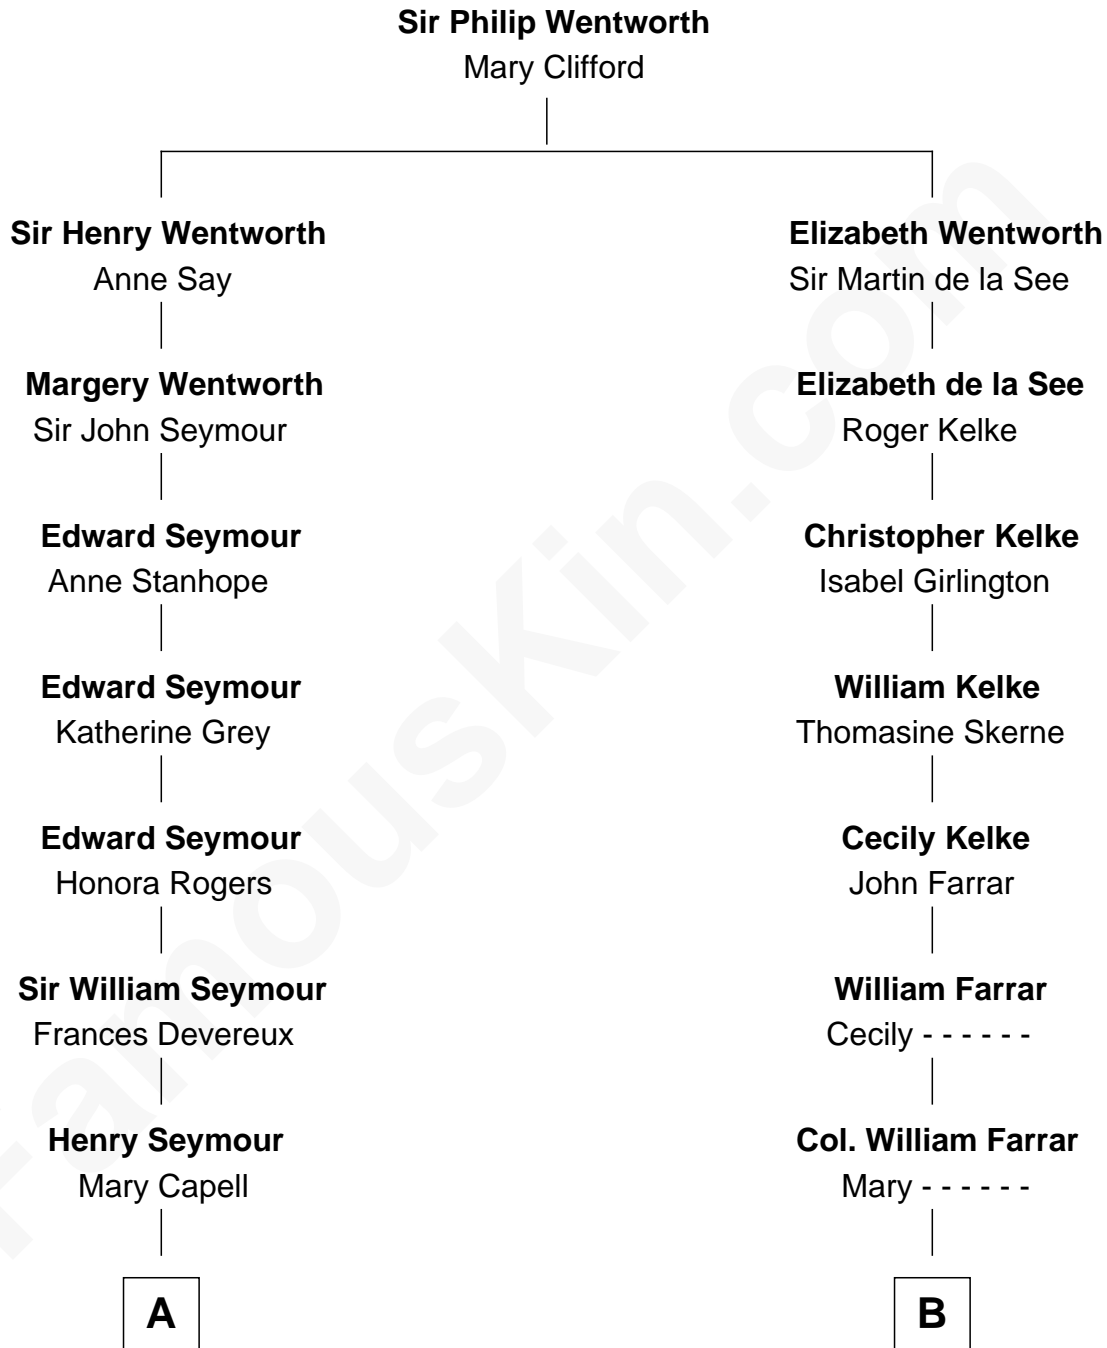 Sir Philip Wentworth
Mary Clifford
Sir Henry Wentworth
Anne Say
Margery Wentworth
Sir John Seymour
Edward Seymour
Anne Stanhope
Edward Seymour
Katherine Grey
Edward Seymour
Honora Rogers
Sir William Seymour
Frances Devereux
Henry Seymour
Mary Capell
A
Elizabeth Wentworth
Sir Martin de la See
Elizabeth de la See
Roger Kelke
Christopher Kelke
Isabel Girlington
William Kelke
Thomasine Skerne
Cecily Kelke
John Farrar
William Farrar
Cecily - - - - - -
Col. William Farrar
Mary - - - - - -
B
FamousKin.com